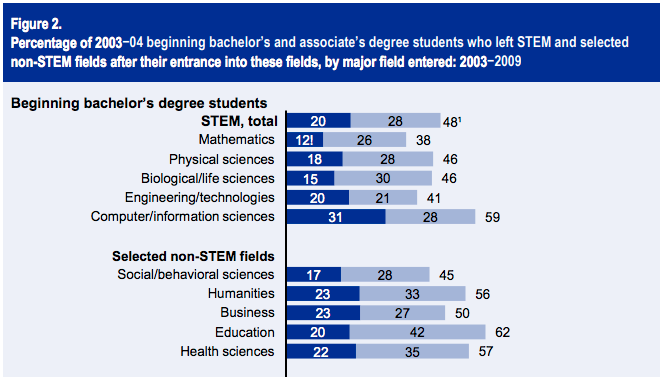 Figure 2.
Percentage of 2003–04 beginning bachelor's and associate's degree students who left STEM and selected
non-STEM fields after their entrance into these fields, by major field entered: 2003–2009
Beginning bachelor's degree students
STEM, total 20 28 48¹
Mathematics 12! 26 38
Physical sciences 18 28 46
Biological/life sciences 15 30 46
Engineering/technologies 20 21 41
Computer/information sciences 31 28 59
Selected non-STEM fields
Social/behavioral sciences 17 28 45
Humanities 23 33 56
Business 23 27 50
Education 20 42 62
Health sciences 22 35 57